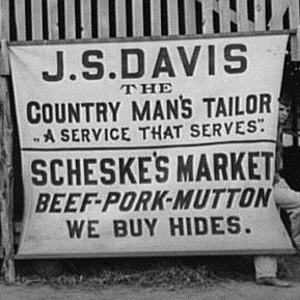 J.S.DAVIS
THE
COUNTRY MAN'S TAILOR
„A SERVICE THAT SERVES".
SCHESKE'S MARKET
BEEF-PORK-MUTTON
WE BUY HIDES.